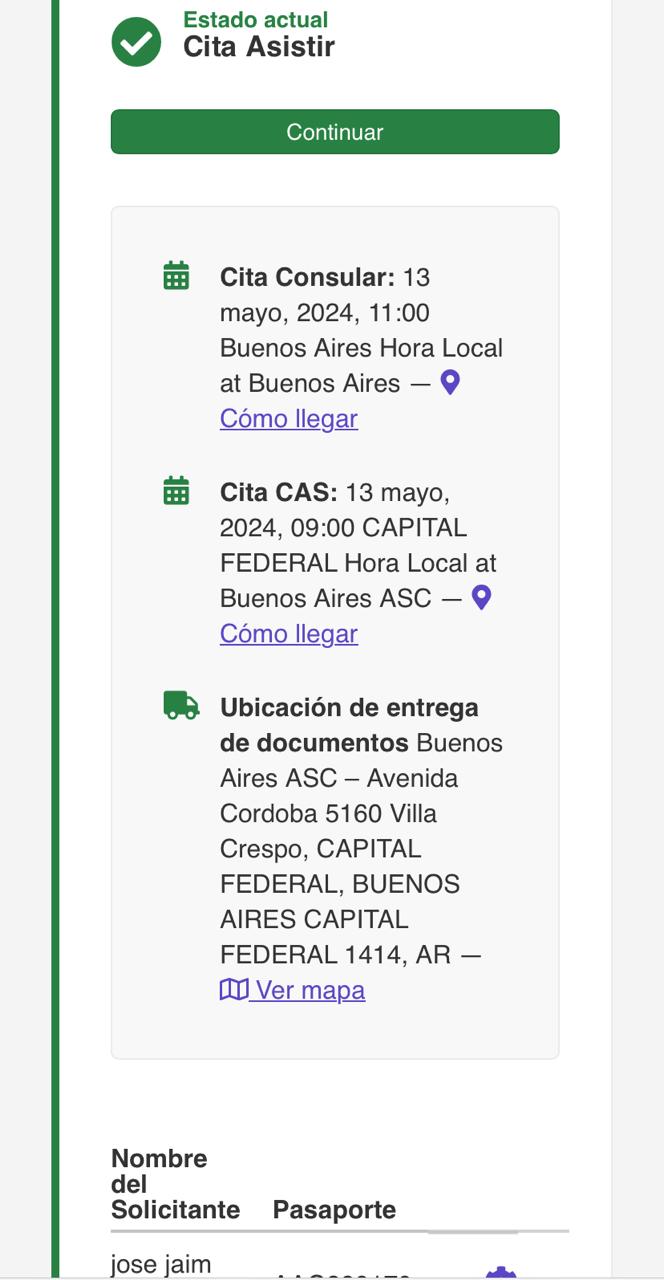 Estado actual
Cita Asistir
Continuar
Cita Consular: 13
mayo, 2024, 11:00
Buenos Aires Hora Local
at Buenos Aires —
Cómo llegar
Cita CAS: 13 mayo,
2024, 09:00 CAPITAL
FEDERAL Hora Local at
Buenos Aires ASC —
Cómo llegar
Ubicación de entrega
de documentos Buenos
Aires ASC – Avenida
Cordoba 5160 Villa
Crespo, CAPITAL
FEDERAL, BUENOS
AIRES CAPITAL
FEDERAL 1414, AR —
Ver mapa
Nombre
del
Solicitante Pasaporte
jose jaim